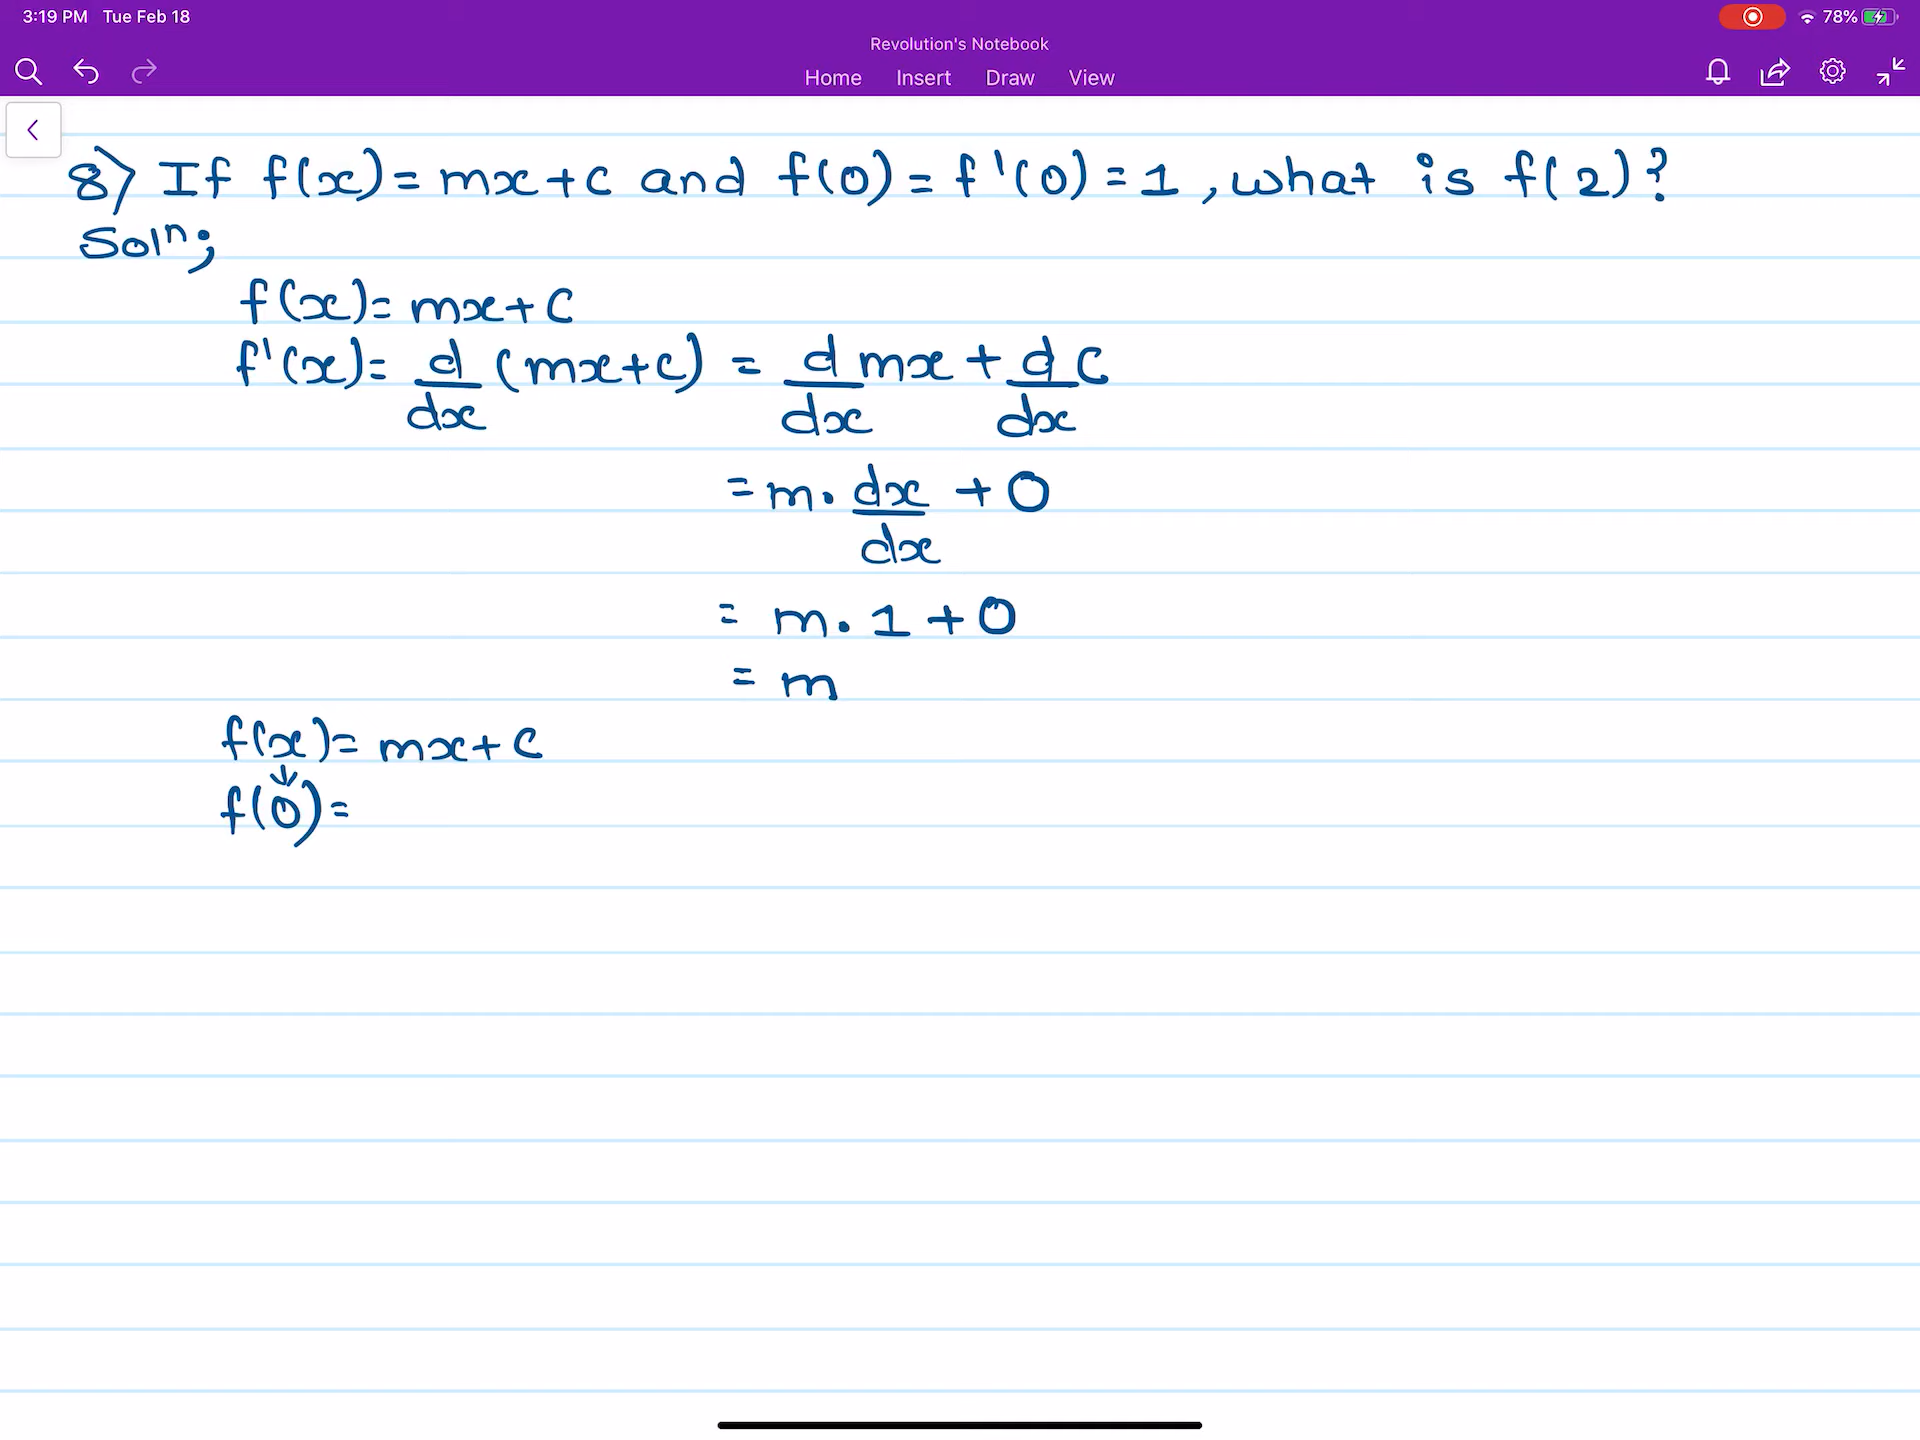 3:19 PM Tue Feb 18
78%
Revolution's Notebook
Home Insert Draw View
8) If f(x) = mx + c and f(0) = f'(0) = 1, what is f(2)?
Solⁿ;
f(x) = mx + c
f'(x) = d/dx (mx + c) = d/dx mx + d/dx c
= m · dx/dx + 0
= m · 1 + 0
= m
f(x) = mx + c
↓
f(0) =